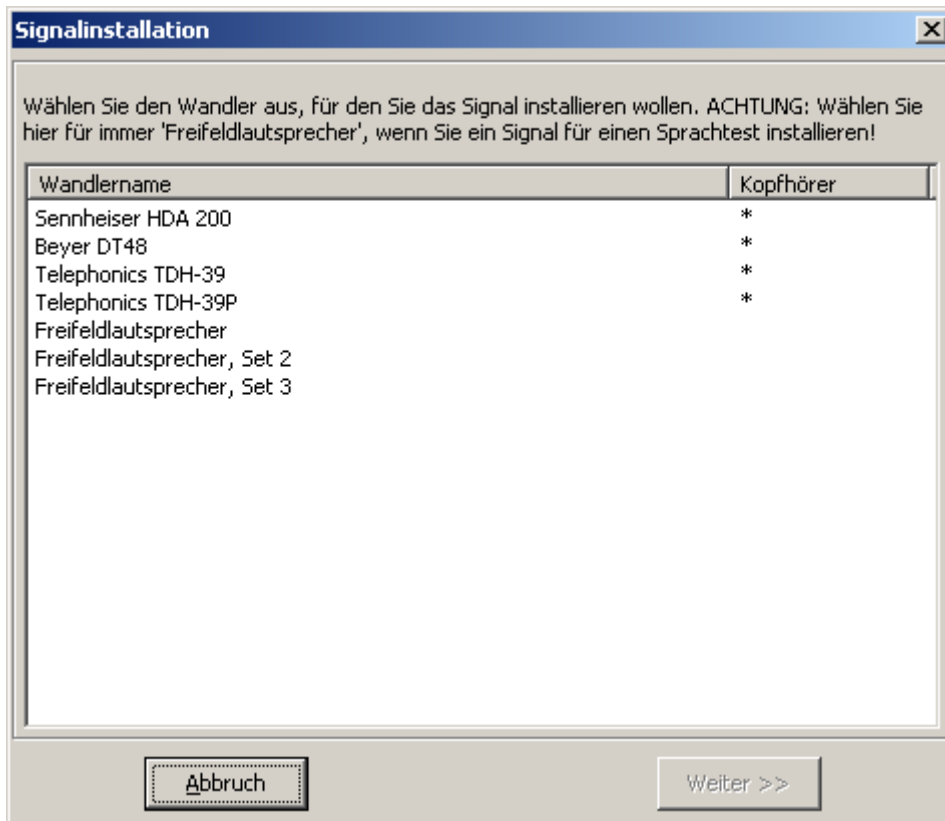 Signalinstallation
Wählen Sie den Wandler aus, für den Sie das Signal installieren wollen. ACHTUNG: Wählen Sie
hier für immer 'Freifeldlautsprecher', wenn Sie ein Signal für einen Sprachtest installieren!
Wandlername Kopfhörer
Sennheiser HDA 200 *
Beyer DT48 *
Telephonics TDH-39 *
Telephonics TDH-39P *
Freifeldlautsprecher
Freifeldlautsprecher, Set 2
Freifeldlautsprecher, Set 3
Abbruch Weiter >>